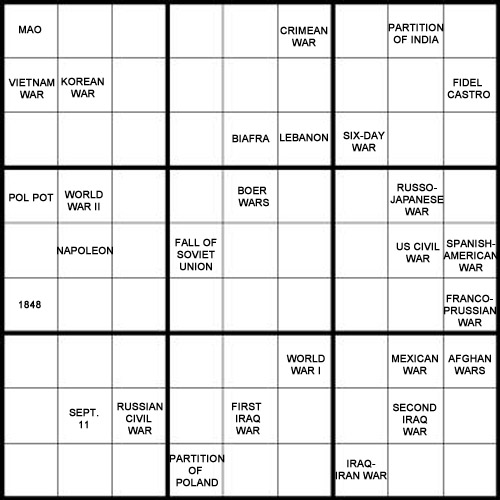 MAO
CRIMEAN
WAR
PARTITION
OF INDIA
VIETNAM
WAR
KOREAN
WAR
FIDEL
CASTRO
BIAFRA
LEBANON
SIX-DAY
WAR
POL POT
WORLD
WAR II
BOER
WARS
RUSSO-
JAPANESE
WAR
NAPOLEON
FALL OF
SOVIET
UNION
US CIVIL
WAR
SPANISH-
AMERICAN
WAR
1848
FRANCO-
PRUSSIAN
WAR
WORLD
WAR I
MEXICAN
WAR
AFGHAN
WARS
SEPT.
11
RUSSIAN
CIVIL
WAR
FIRST
IRAQ
WAR
SECOND
IRAQ
WAR
PARTITION
OF
POLAND
IRAQ-
IRAN WAR